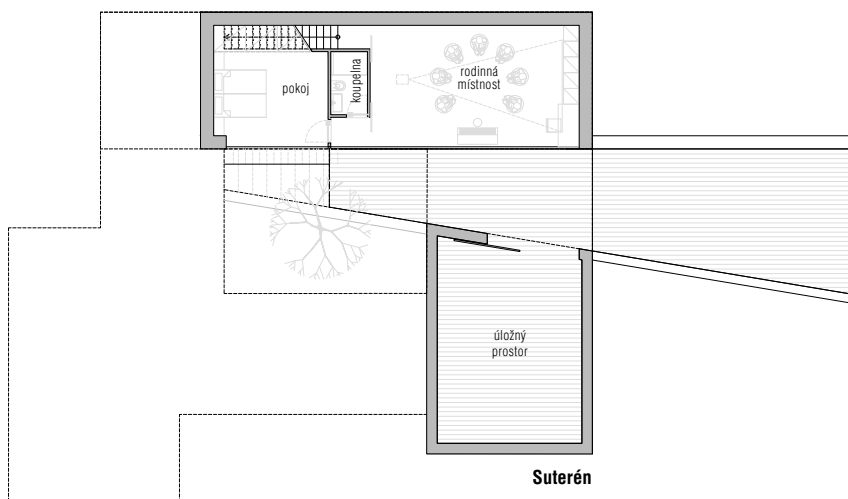 pokoj
koupelna
rodinná
místnost
úložný
prostor
Suterén